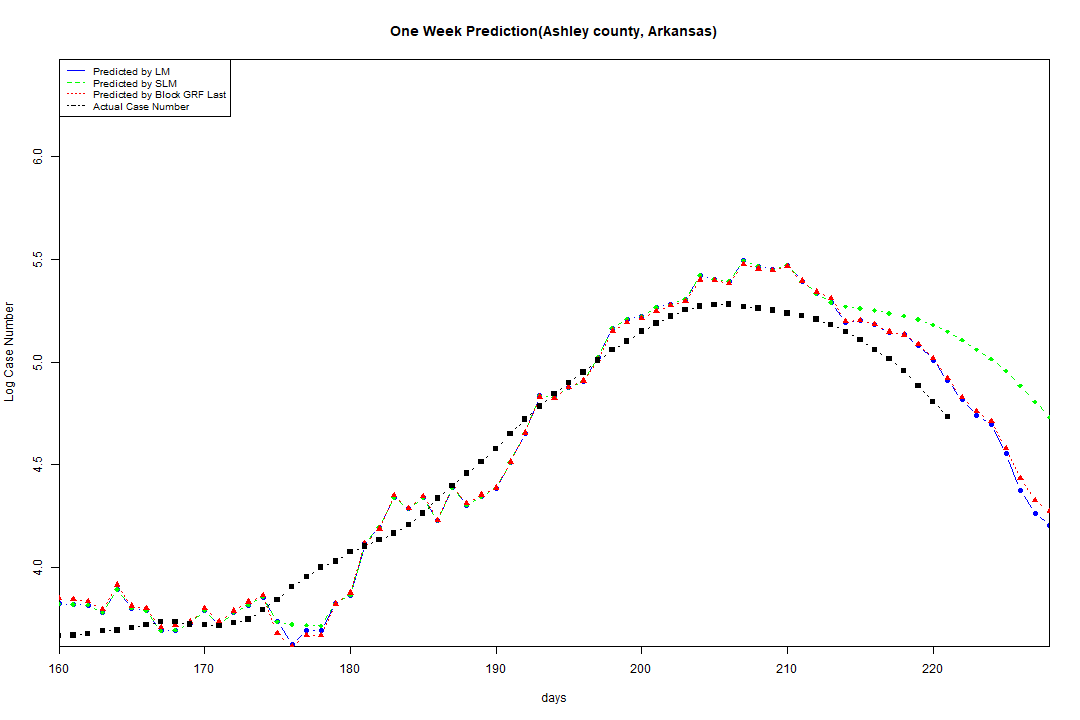 One Week Prediction(Ashley county, Arkansas)
Predicted by LM
Predicted by SLM
Predicted by Block GRF Last
Actual Case Number
6.0
5.5
5.0
4.5
4.0
Log Case Number
160 170 180 190 200 210 220
days